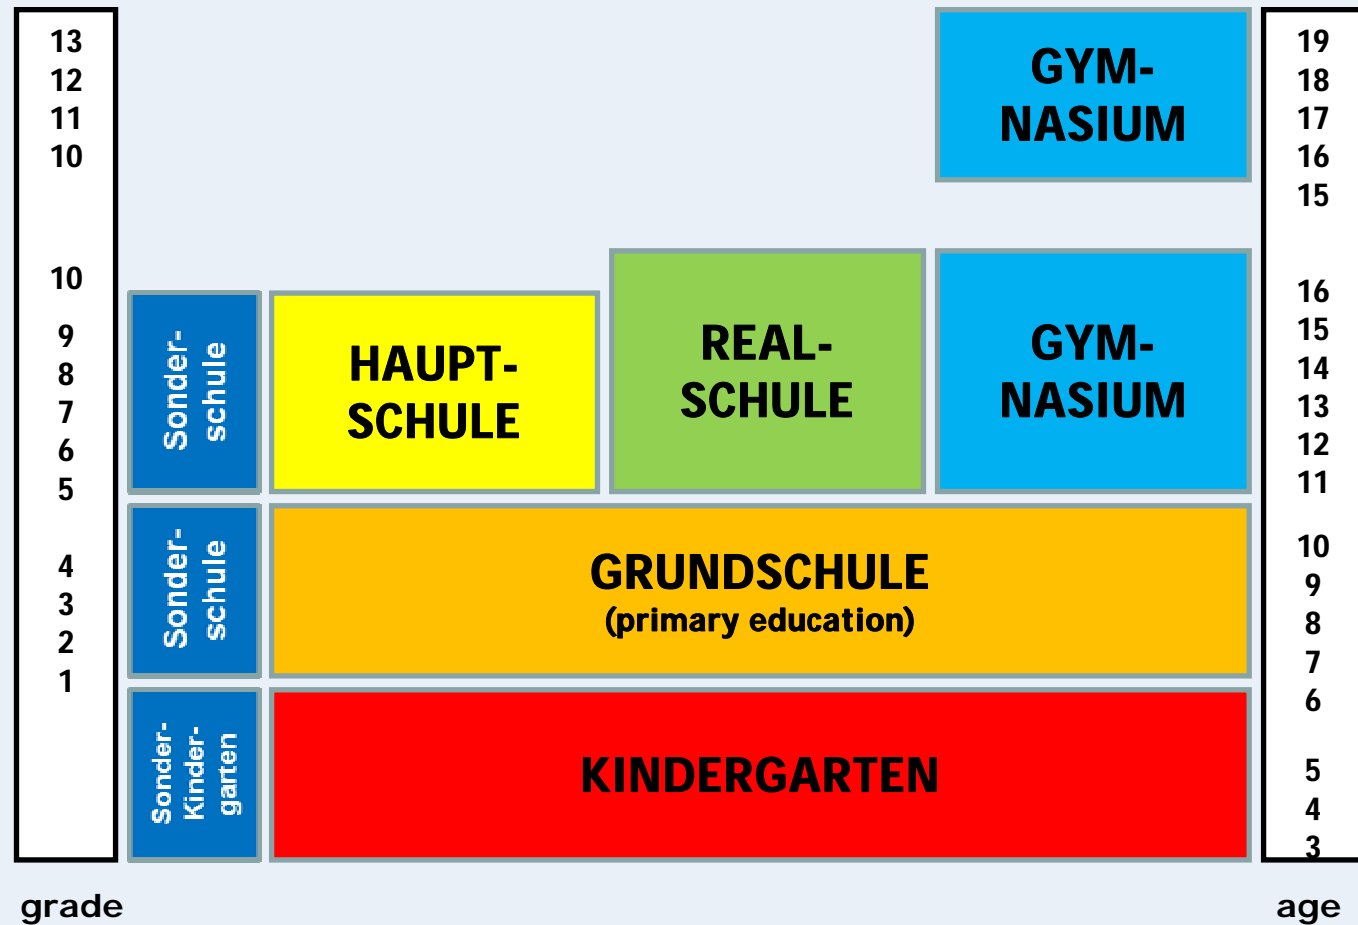 13
12
11
10
10
9
8
7
6
5
4
3
2
1
grade
Sonder-
schule
Sonder-
schule
Sonder-
Kinder-
garten
GYM-
NASIUM
HAUPT-
SCHULE
REAL-
SCHULE
GYM-
NASIUM
GRUNDSCHULE
(primary education)
KINDERGARTEN
19
18
17
16
15
16
15
14
13
12
11
10
9
8
7
6
5
4
3
age